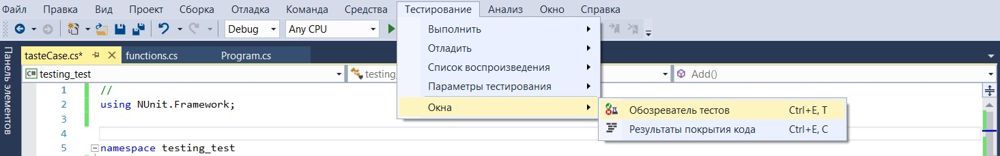 Файл Правка Вид Проект Сборка Отладка Команда Средства Тестирование Анализ Окно Справка
Debug Any CPU
Выполнить
Отладить
Список воспроизведения
Параметры тестирования
Окна
Обозреватель тестов Ctrl+E, T
Результаты покрытия кода Ctrl+E, C
Панель элементов
tasteCase.cs* functions.cs Program.cs
C# testing_test testing_ Add()
1 //
2 using NUnit.Framework;
3
4
5 namespace testing_test